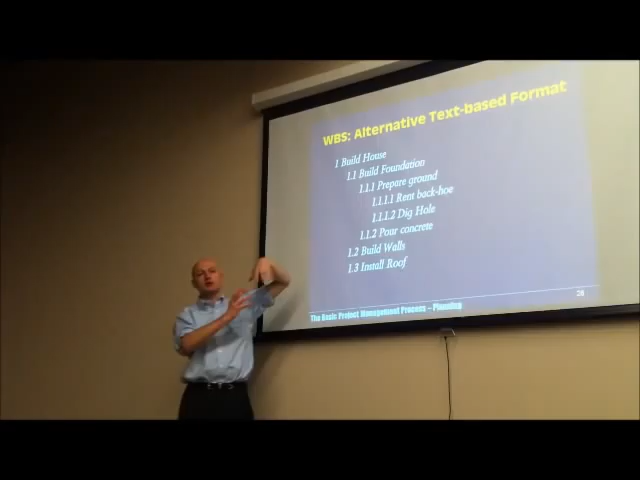 WBS: Alternative Text-based Format
1 Build House
1.1 Build Foundation
1.1.1 Prepare ground
1.1.1.1 Rent back-hoe
1.1.1.2 Dig Hole
1.1.2 Pour concrete
1.2 Build Walls
1.3 Install Roof
The Basic Project Management Process – Planning